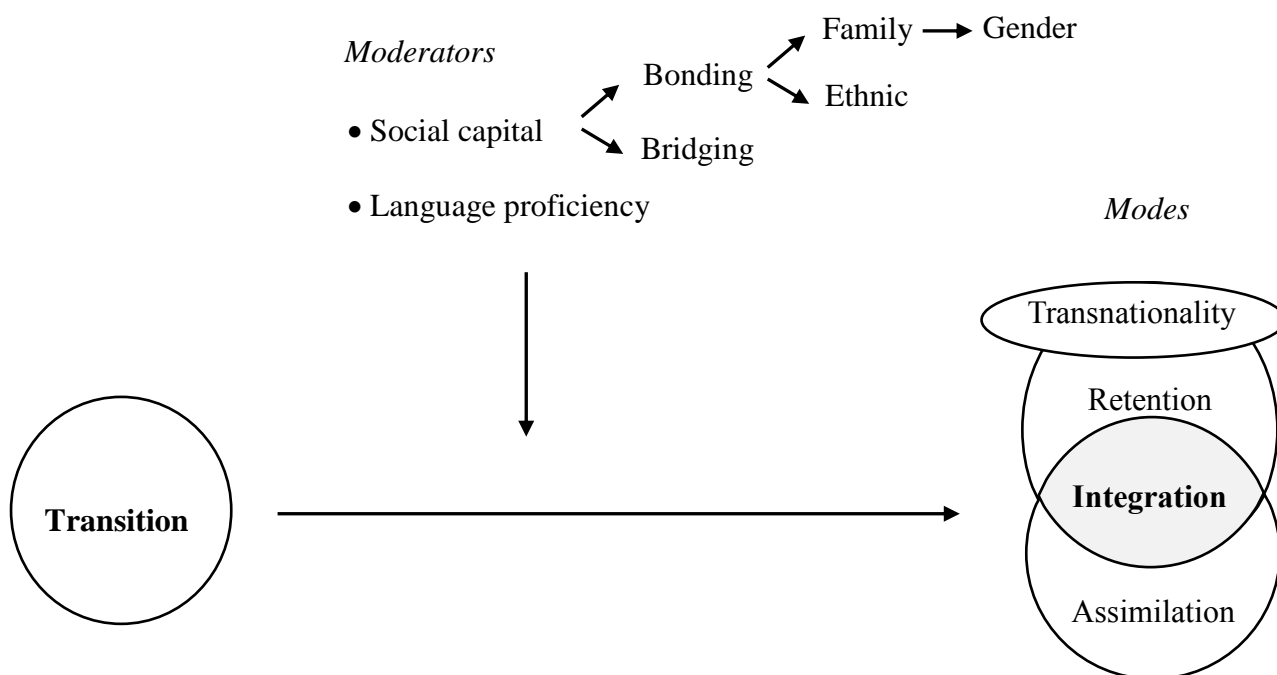 Moderators
• Social capital
Bonding
Bridging
Family
Gender
Ethnic
• Language proficiency
Modes
Transition
Transnationality
Retention
Integration
Assimilation